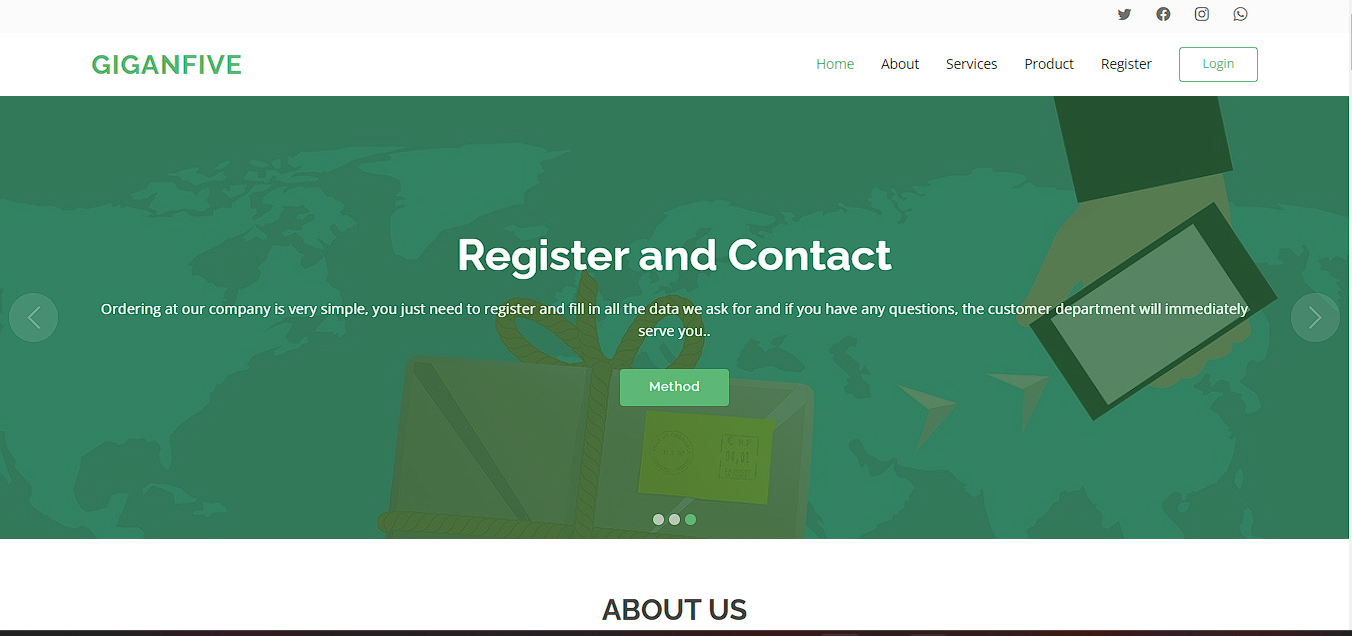 GIGANFIVE
Home
About
Services
Product
Register
Login
Register and Contact
Ordering at our company is very simple, you just need to register and fill in all the data we ask for and if you have any questions, the customer department will immediately
serve you..
Method
ABOUT US